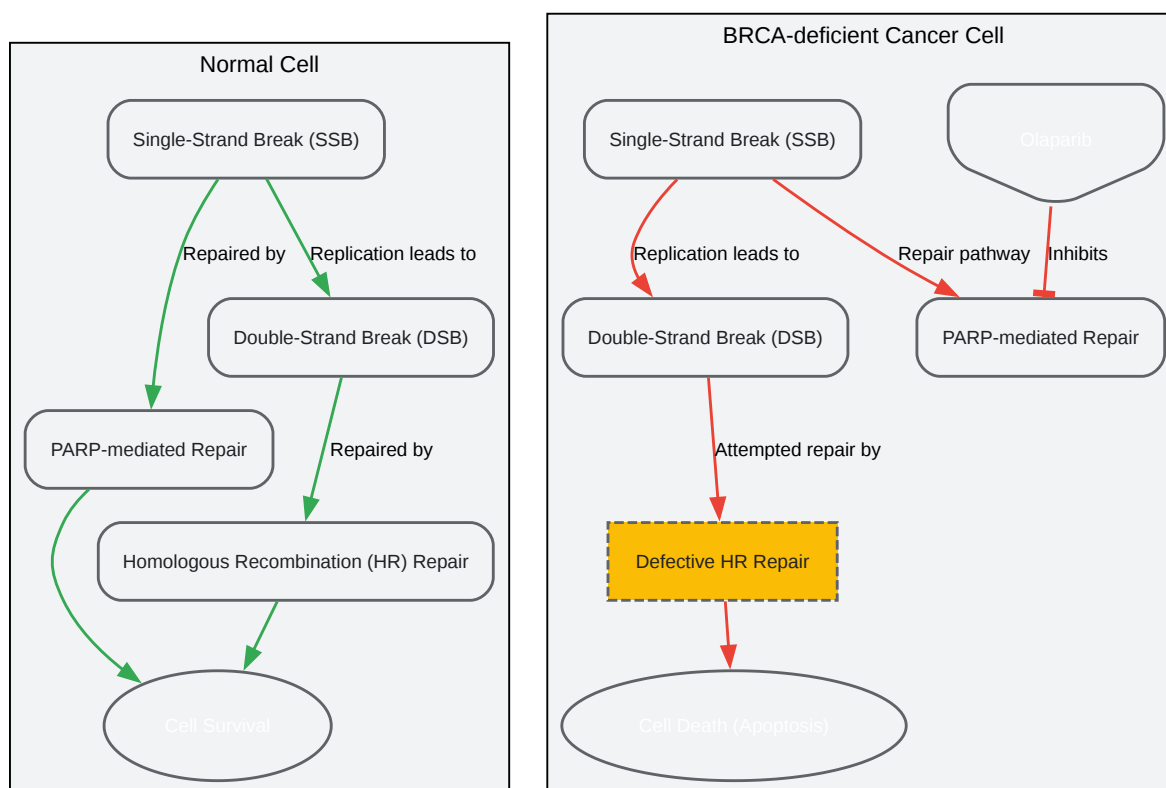 Normal Cell
Single-Strand Break (SSB)
Repaired by
Replication leads to
Double-Strand Break (DSB)
PARP-mediated Repair
Repaired by
Homologous Recombination (HR) Repair
Cell Survival
BRCA-deficient Cancer Cell
Single-Strand Break (SSB)
Olaparib
Replication leads to
Repair pathway
Inhibits
Double-Strand Break (DSB)
PARP-mediated Repair
Attempted repair by
Defective HR Repair
Cell Death (Apoptosis)